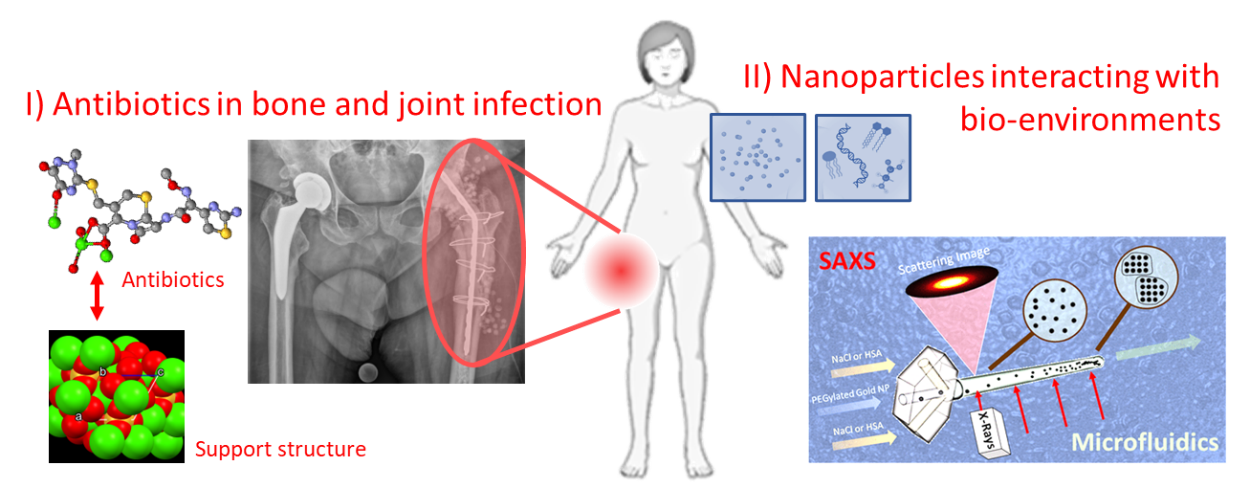 I) Antibiotics in bone and joint infection
II) Nanoparticles interacting with
bio-environments
Antibiotics
b
c
a
Support structure
SAXS
Scattering Image
NaCl or HSA
PEGylated Gold NP
NaCl or HSA
X-Rays
Microfluidics